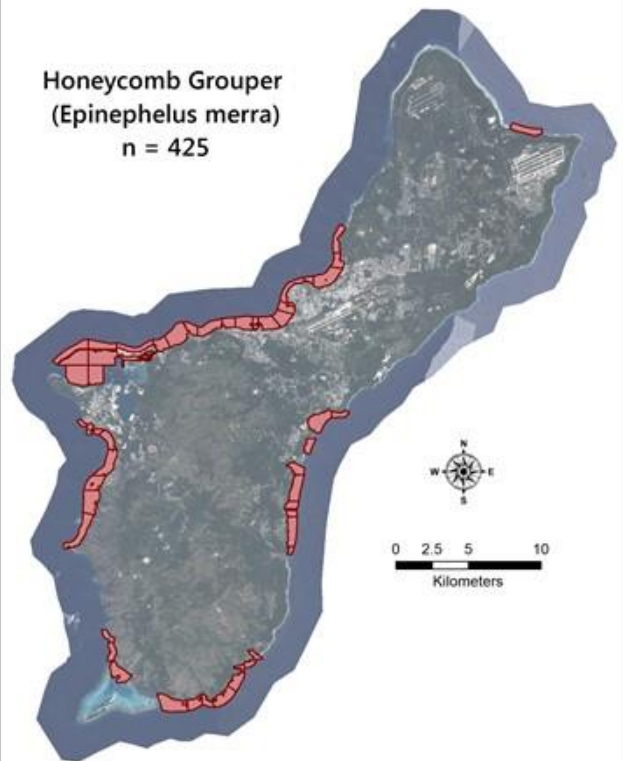 Honeycomb Grouper
(Epinephelus merra)
n = 425
N
W E
S
0 2.5 5 10
Kilometers